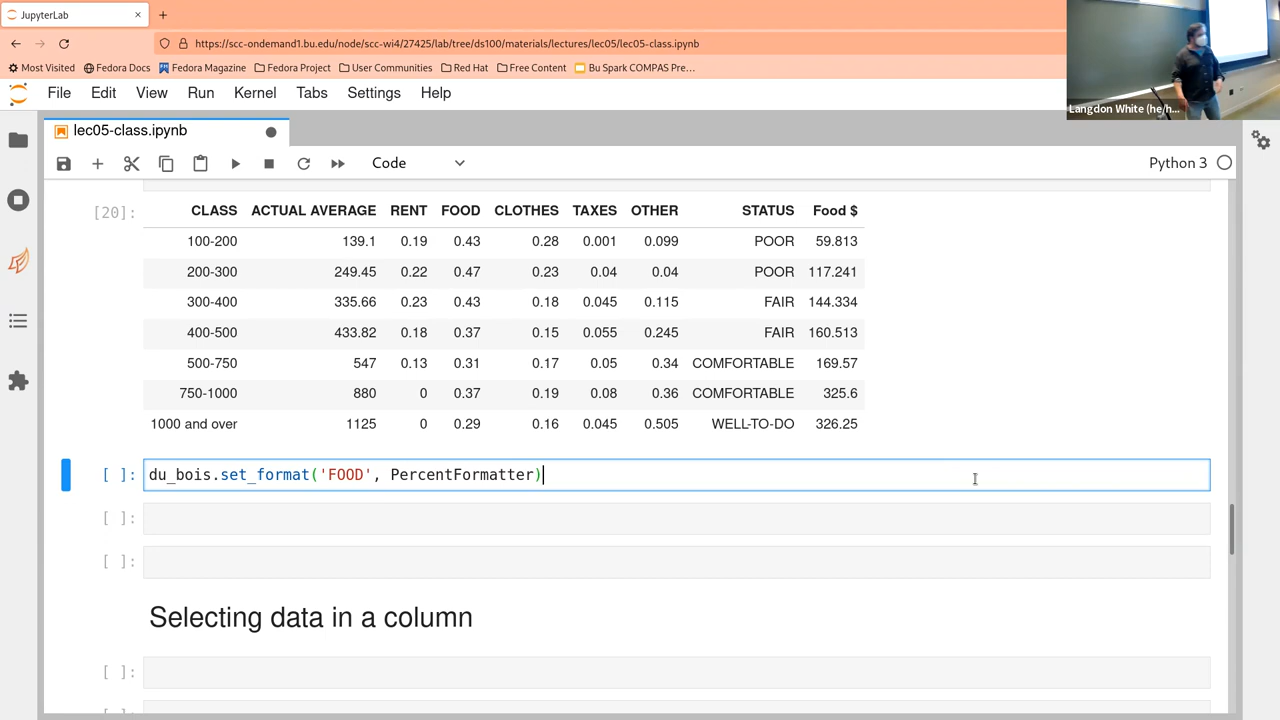 JupyterLab
https://scc-ondemand1.bu.edu/node/scc-wi4/27425/lab/tree/ds100/materials/lectures/lec05/lec05-class.ipynb
Most Visited Fedora Docs Fedora Magazine Fedora Project User Communities Red Hat Free Content Bu Spark COMPAS Pre…
Langdon White (he/h...
File Edit View Run Kernel Tabs Settings Help
lec05-class.ipynb
Code Python 3
[20]: CLASS ACTUAL AVERAGE RENT FOOD CLOTHES TAXES OTHER STATUS Food $
100-200 139.1 0.19 0.43 0.28 0.001 0.099 POOR 59.813
200-300 249.45 0.22 0.47 0.23 0.04 0.04 POOR 117.241
300-400 335.66 0.23 0.43 0.18 0.045 0.115 FAIR 144.334
400-500 433.82 0.18 0.37 0.15 0.055 0.245 FAIR 160.513
500-750 547 0.13 0.31 0.17 0.05 0.34 COMFORTABLE 169.57
750-1000 880 0 0.37 0.19 0.08 0.36 COMFORTABLE 325.6
1000 and over 1125 0 0.29 0.16 0.045 0.505 WELL-TO-DO 326.25
[ ]: du_bois.set_format('FOOD', PercentFormatter)
[ ]:
[ ]:
Selecting data in a column
[ ]: